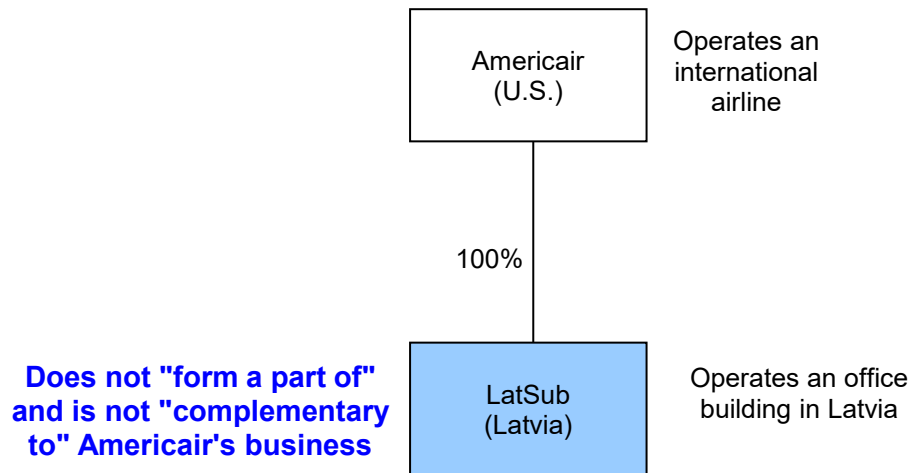 Americair
(U.S.)
Operates an
international
airline
100%
Does not "form a part of"
and is not "complementary
to" Americair's business
LatSub
(Latvia)
Operates an office
building in Latvia